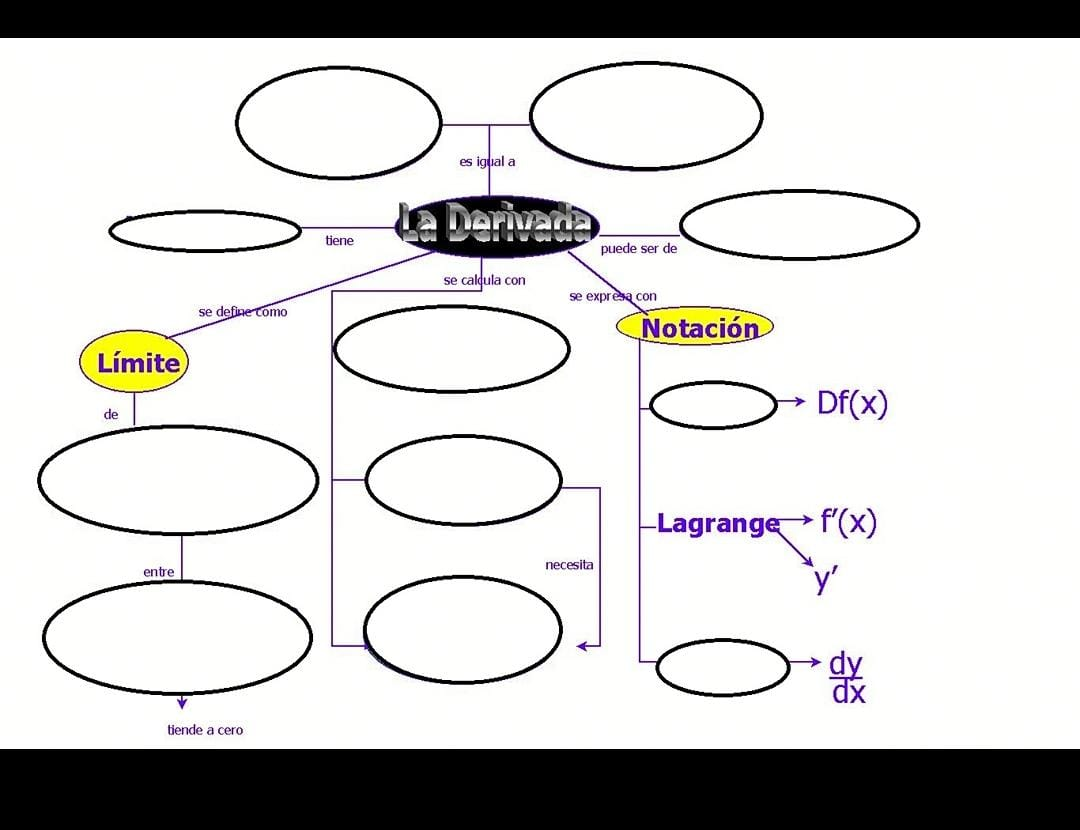 es igual a
La Derivada
tiene
puede ser de
se calcula con
se expresa con
se define como
Notación
Límite
Df(x)
de
Lagrange
f'(x)
y'
necesita
entre
dy
dx
tiende a cero